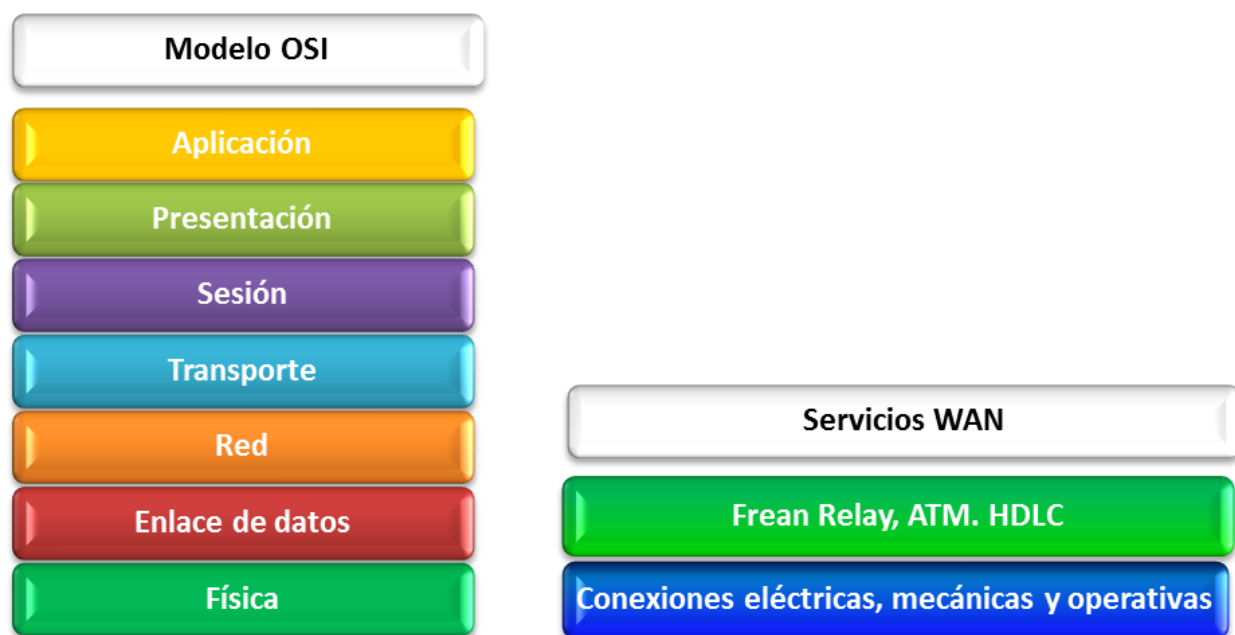 Modelo OSI
Aplicación
Presentación
Sesión
Transporte
Red
Enlace de datos
Física
Servicios WAN
Frean Relay, ATM. HDLC
Conexiones eléctricas, mecánicas y operativas